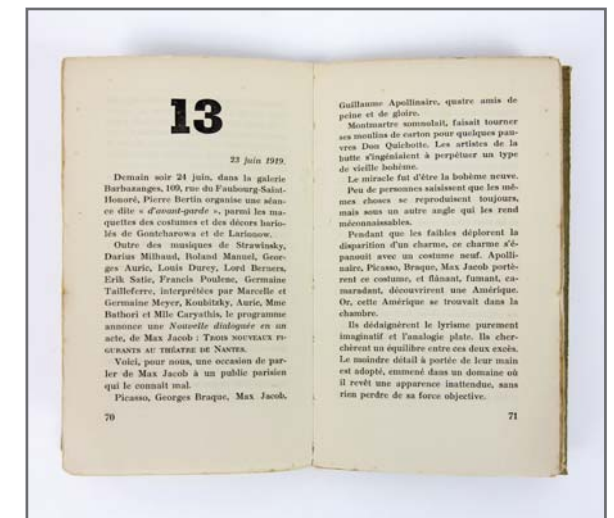 13
23 juin 1919.
Demain soir 24 juin, dans la galerie
Barbazanges, 109, rue du Faubourg-Saint-
Honoré, Pierre Bertin organise une séan-
ce dite « d'avant-garde », parmi les ma-
quettes des costumes et des décors bario-
lés de Gontcharowa et de Larionow.
Outre des musiques de Strawinsky,
Darius Milhaud, Roland Manuel, Geor-
ges Auric, Louis Durey, Lord Berners,
Erik Satie, Francis Poulenc, Germaine
Tailleferre, interprétées par Marcelle et
Germaine Meyer, Koubitzky, Auric, Mme
Bathori et Mlle Caryathis, le programme
annonce une Nouvelle dialoguée en un
acte, de Max Jacob : TROIS NOUVEAUX FI-
GURANTS AU THÉATRE DE NANTES.
Voici, pour nous, une occasion de par-
ler de Max Jacob à un public parisien
qui le connaît mal.
Picasso, Georges Braque, Max Jacob,
70
Guillaume Apollinaire, quatre amis de
peine et de gloire.
Montmartre somnolait, faisait tourner
ses moulins de carton pour quelques pau-
vres Don Quichotte. Les artistes de la
butte s'ingéniaient à perpétuer un type
de vieille bohème.
Le miracle fut d'être la bohème neuve.
Peu de personnes saisissent que les mê-
mes choses se reproduisent toujours,
mais sous un autre angle qui les rend
méconnaissables.
Pendant que les faibles déplorent la
disparition d'un charme, ce charme s'é-
panouit avec un costume neuf. Apolli-
naire, Picasso, Braque, Max Jacob portè-
rent ce costume, et flânant, fumant, ca-
maradant, découvrirent une Amérique.
Or, cette Amérique se trouvait dans la
chambre.
Ils dédaignèrent le lyrisme purement
imaginatif et l'analogie plate. Ils cher-
chèrent un équilibre entre ces deux excès.
Le moindre détail à portée de leur main
est adopté, emmené dans un domaine où
il revêt une apparence inattendue, sans
rien perdre de sa force objective.
71